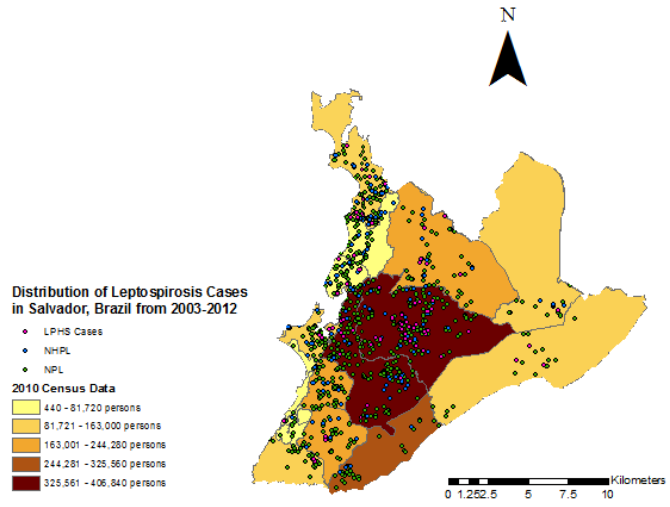 N
Distribution of Leptospirosis Cases
in Salvador, Brazil from 2003-2012
LPHS Cases
NHPL
NPL
2010 Census Data
440 - 81,720 persons
81,721 - 163,000 persons
163,001 - 244,280 persons
244,281 - 325,560 persons
325,561 - 406,840 persons
Kilometers
0 1.25 2.5 5 7.5 10